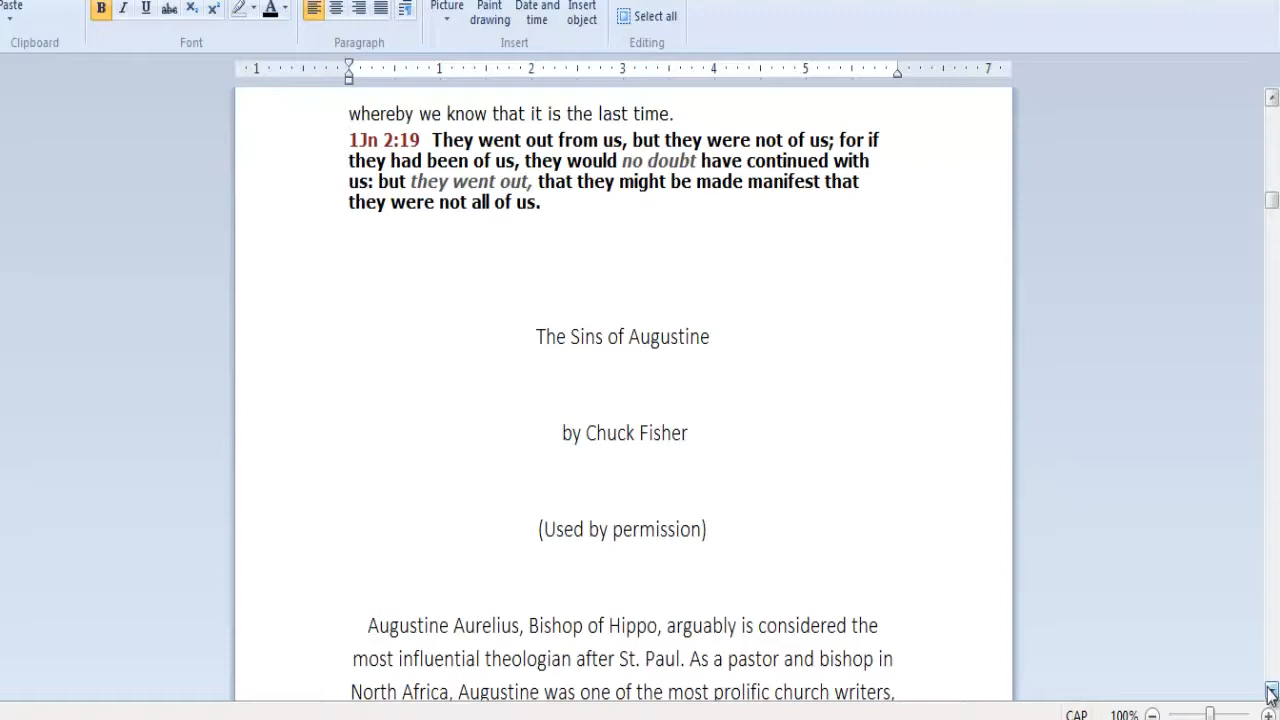 Paste
B I U abc X₂ X² A
Picture
Paint drawing
Date and time
Insert object
Select all
Clipboard
Font
Paragraph
Insert
Editing
1 1 2 3 4 5 7
whereby we know that it is the last time.
1Jn 2:19 They went out from us, but they were not of us; for if
they had been of us, they would no doubt have continued with
us: but they went out, that they might be made manifest that
they were not all of us.
The Sins of Augustine
by Chuck Fisher
(Used by permission)
Augustine Aurelius, Bishop of Hippo, arguably is considered the
most influential theologian after St. Paul. As a pastor and bishop in
North Africa, Augustine was one of the most prolific church writers,
CAP 100%